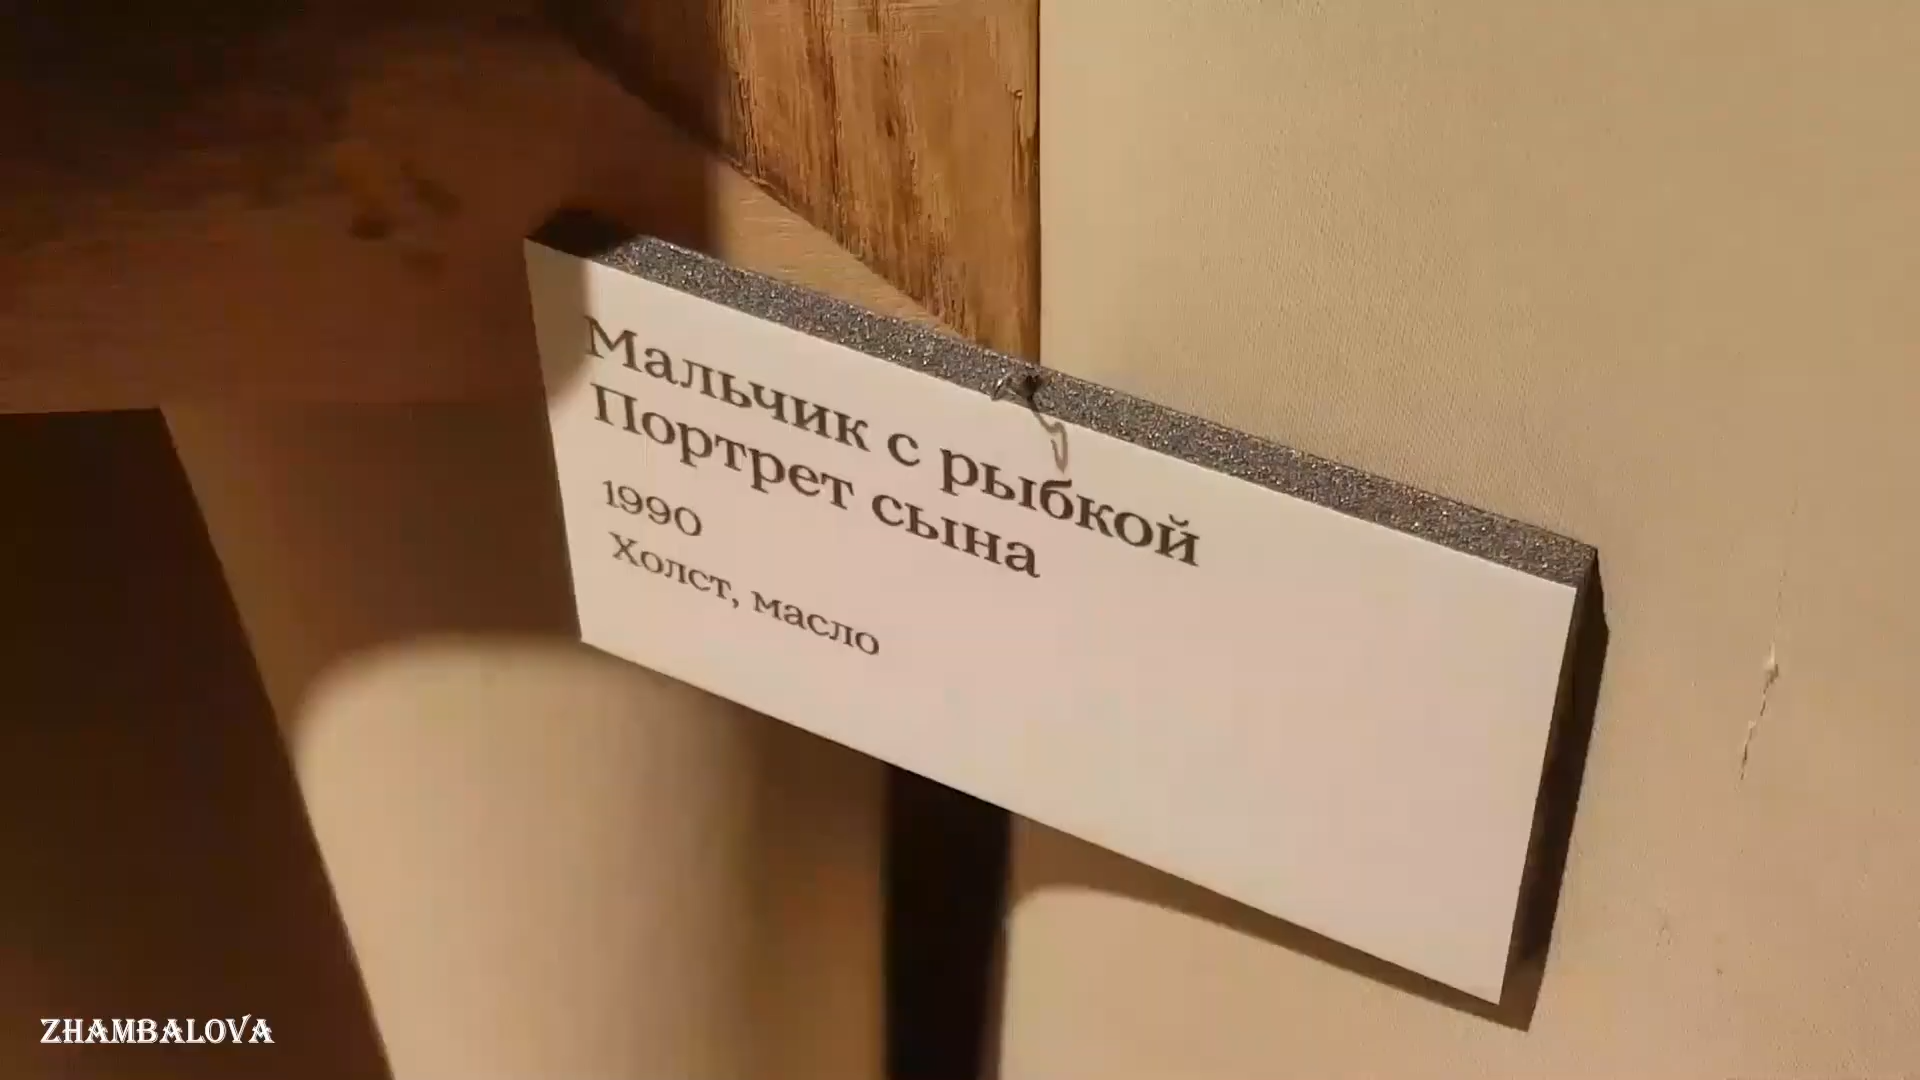 Мальчик с рыбкой
Портрет сына
1990
Холст, масло
ZHAMBALOVA